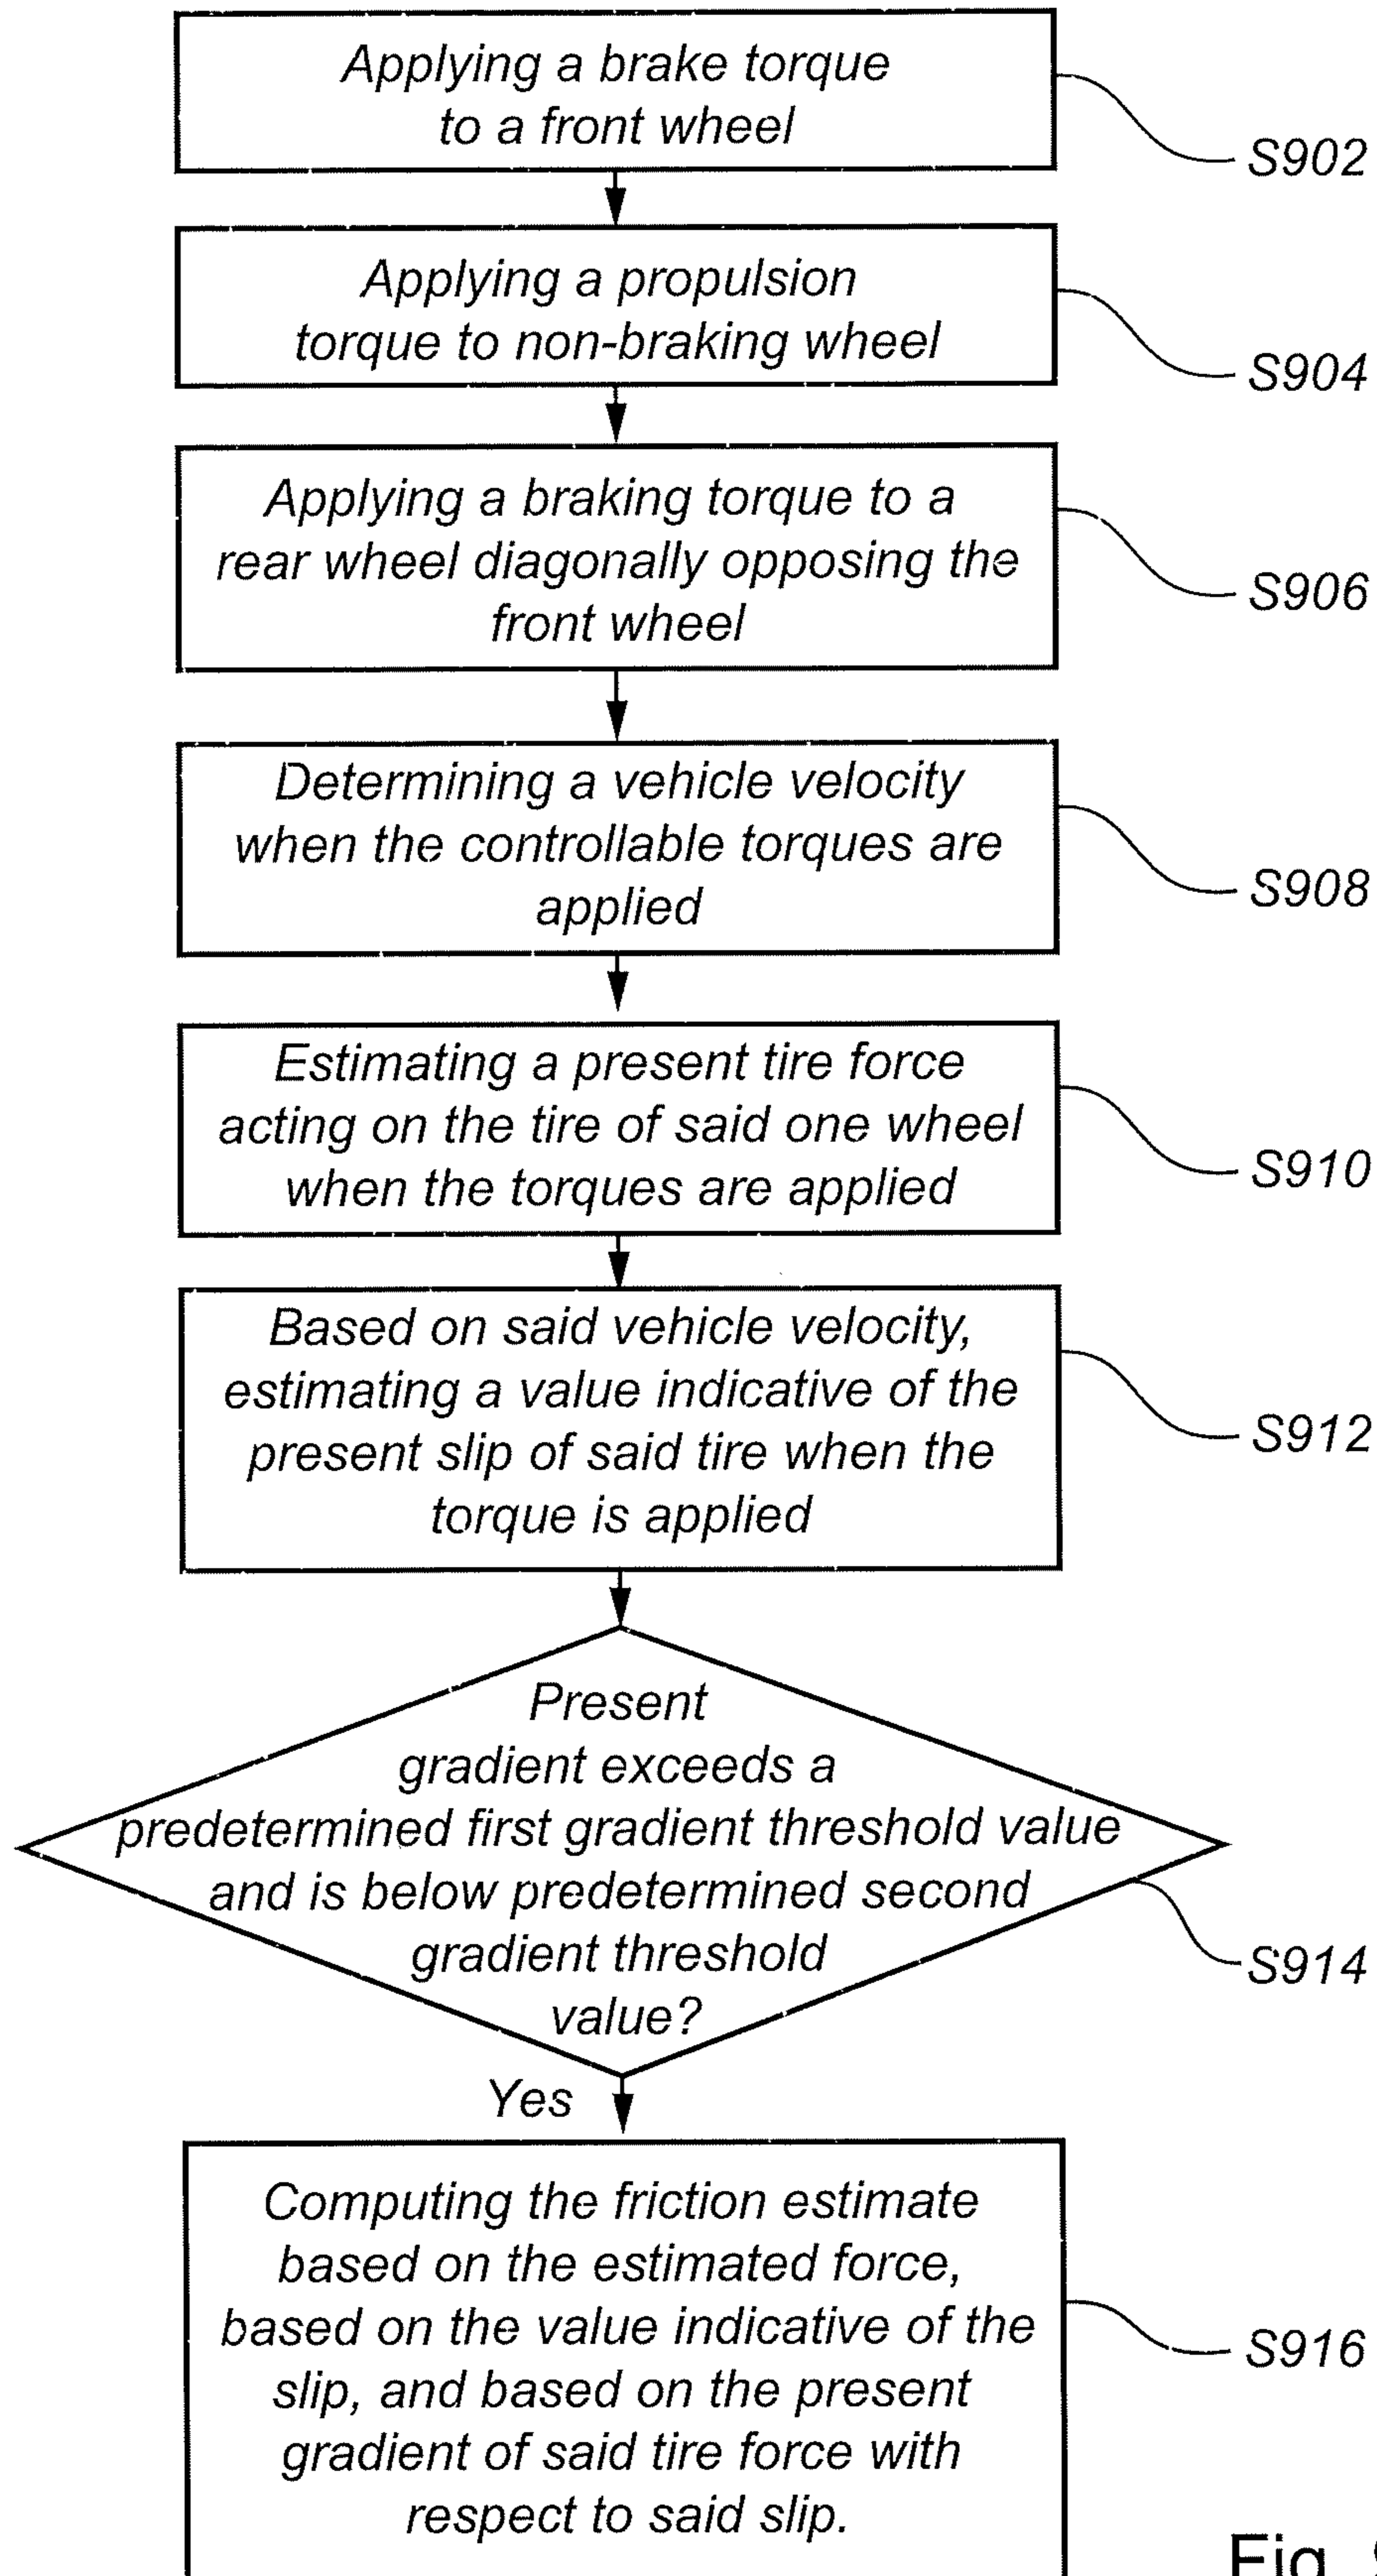 Applying a brake torque
to a front wheel
S902
Applying a propulsion
torque to non-braking wheel
S904
Applying a braking torque to a
rear wheel diagonally opposing the
front wheel
S906
Determining a vehicle velocity
when the controllable torques are
applied
S908
Estimating a present tire force
acting on the tire of said one wheel
when the torques are applied
S910
Based on said vehicle velocity,
estimating a value indicative of the
present slip of said tire when the
torque is applied
S912
Present
gradient exceeds a
predetermined first gradient threshold value
and is below predetermined second
gradient threshold
value?
S914
Yes
Computing the friction estimate
based on the estimated force,
based on the value indicative of the
slip, and based on the present
gradient of said tire force with
respect to said slip.
S916
Fig.